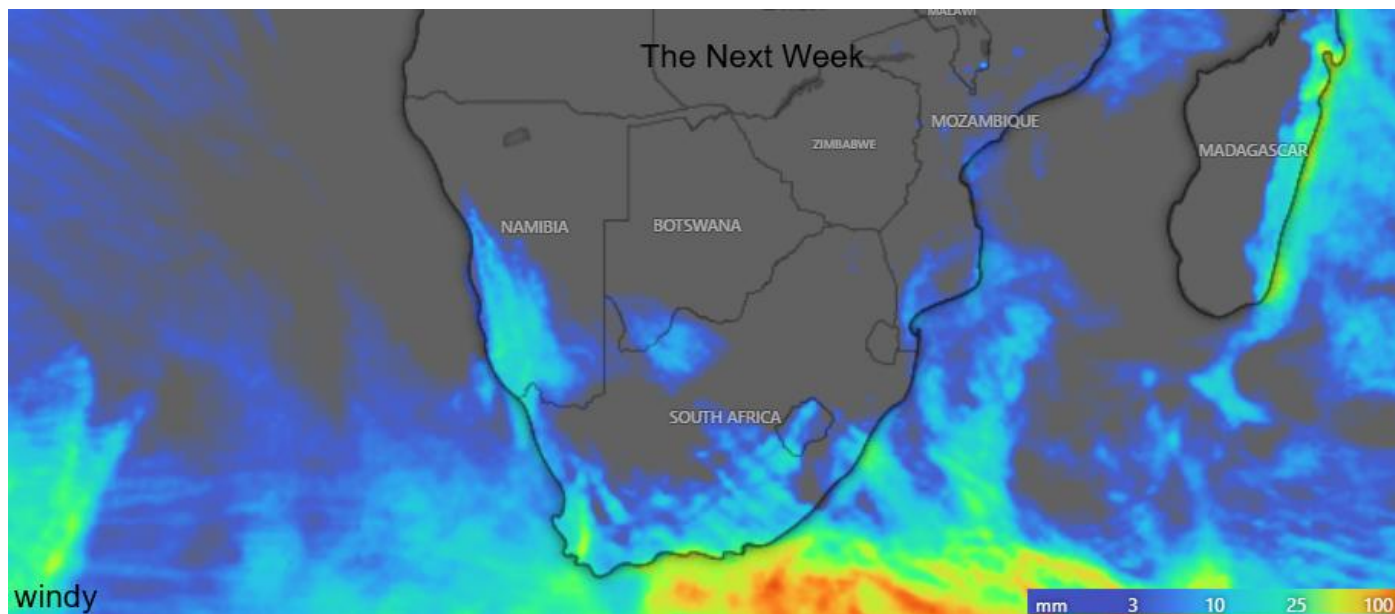 MALAWI
The Next Week
MOZAMBIQUE
ZIMBABWE
MADAGASCAR
NAMIBIA
BOTSWANA
SOUTH AFRICA
windy
mm 3 10 25 100